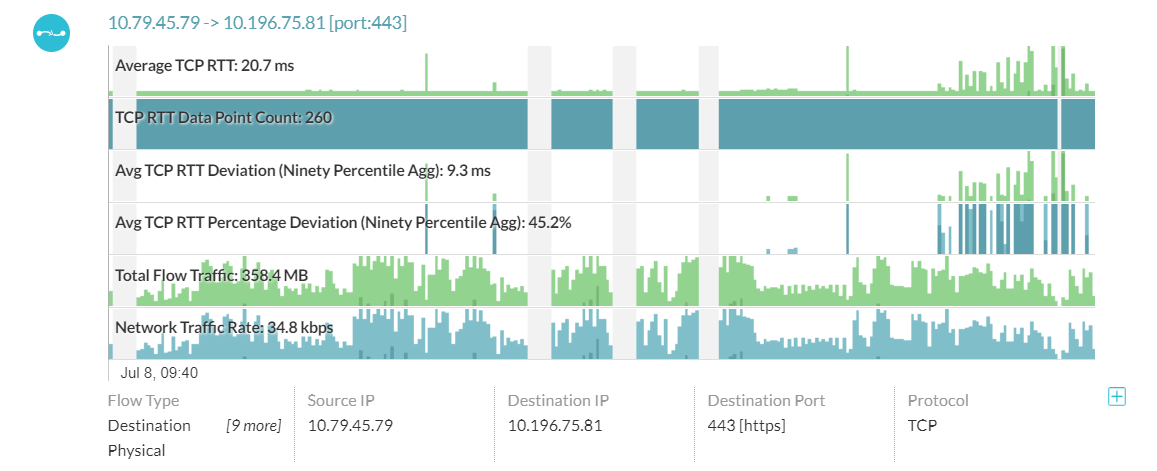 10.79.45.79 -> 10.196.75.81 [port:443]
Average TCP RTT: 20.7 ms
TCP RTT Data Point Count: 260
Avg TCP RTT Deviation (Ninety Percentile Agg): 9.3 ms
Avg TCP RTT Percentage Deviation (Ninety Percentile Agg): 45.2%
Total Flow Traffic: 358.4 MB
Network Traffic Rate: 34.8 kbps
Jul 8, 09:40
Flow Type Source IP Destination IP Destination Port Protocol
Destination [9 more] 10.79.45.79 10.196.75.81 443 [https] TCP
Physical